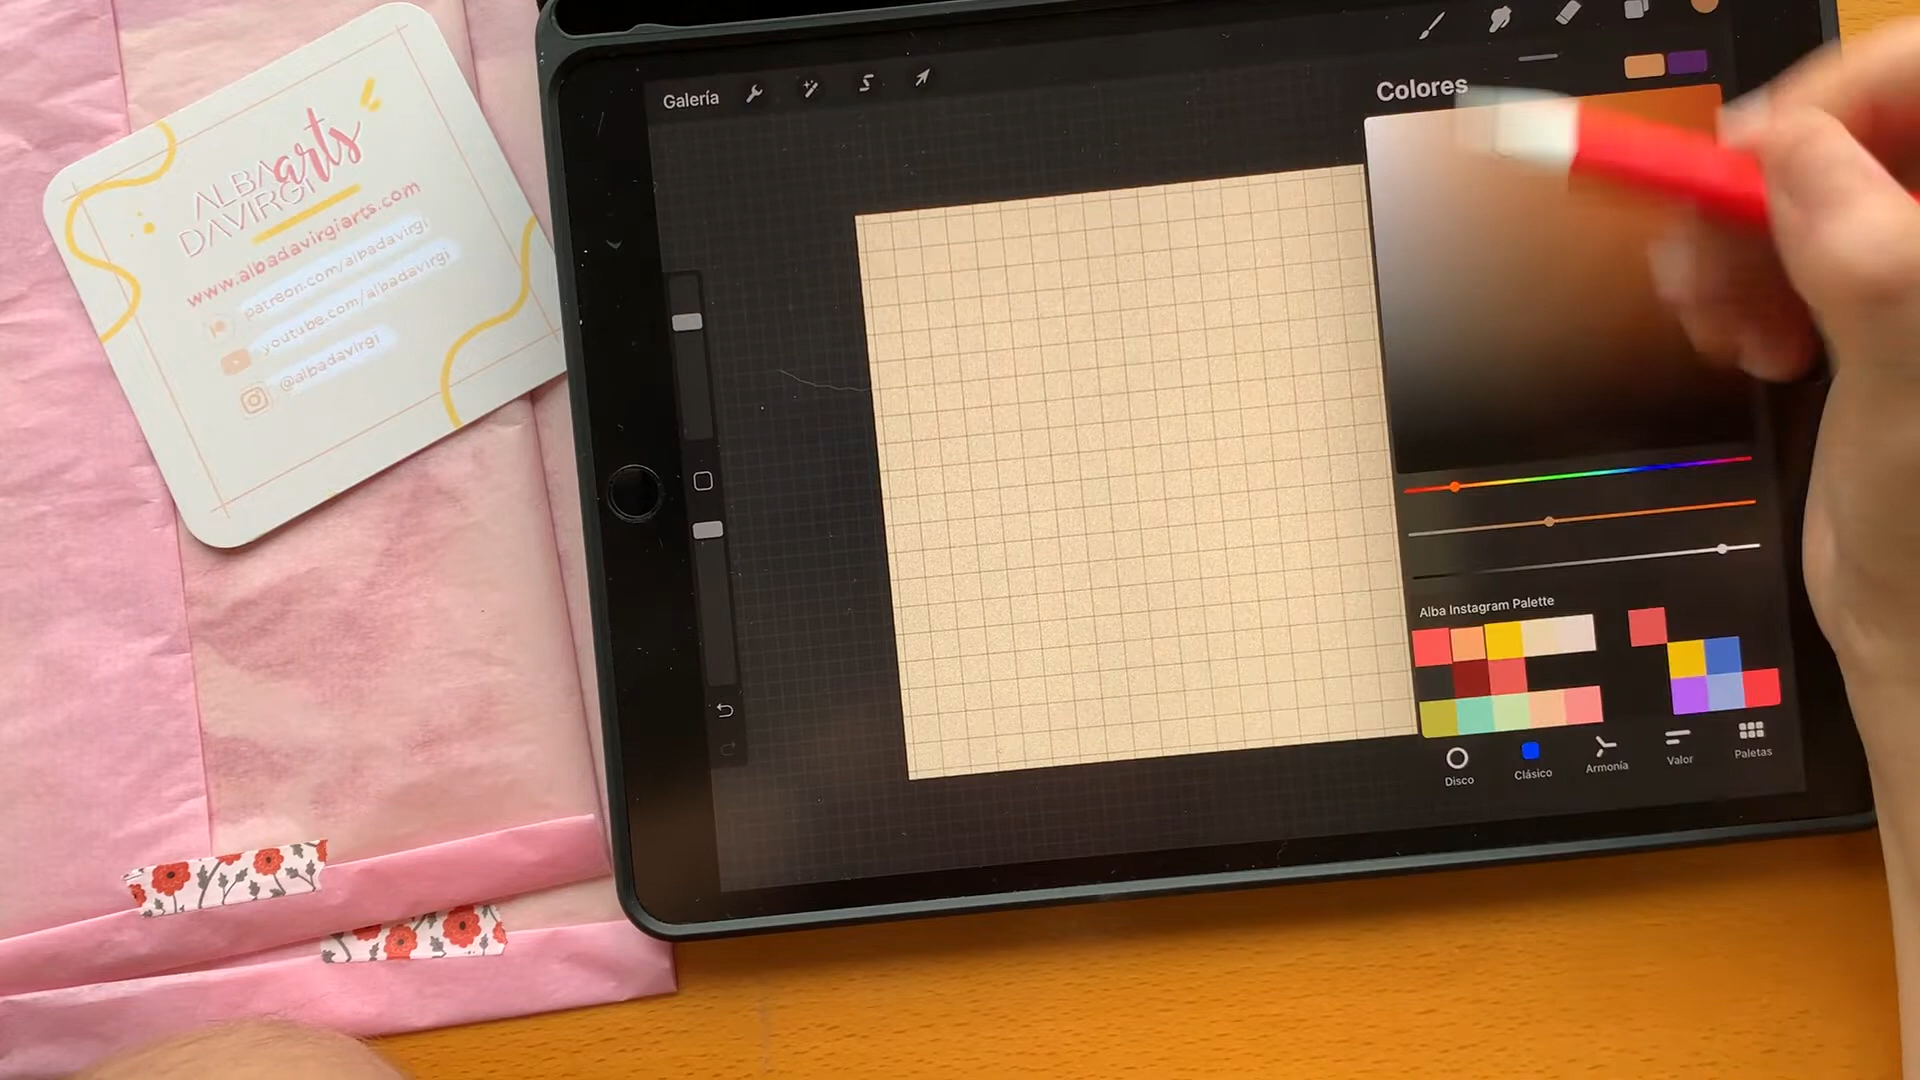 ALBA
DAVIRGI
arts
www.albadavirgiarts.com
patreon.com/albadavirgi
youtube.com/albadavirgi
@albadavirgi
Galería
Colores
Alba Instagram Palette
Disco
Clásico
Armonía
Valor
Paletas